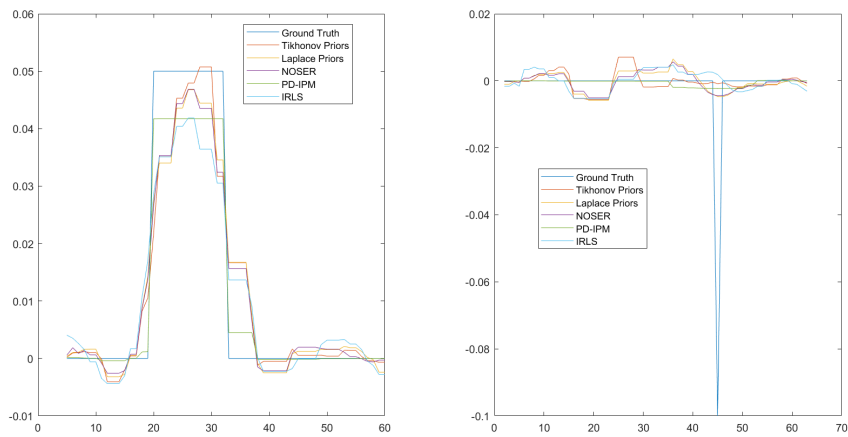 0.06
0.05
0.04
0.03
0.02
0.01
0
-0.01
0 10 20 30 40 50 60
Ground Truth
Tikhonov Priors
Laplace Priors
NOSER
PD-IPM
IRLS
0.02
0
-0.02
-0.04
-0.06
-0.08
-0.1
0 10 20 30 40 50 60 70
Ground Truth
Tikhonov Priors
Laplace Priors
NOSER
PD-IPM
IRLS